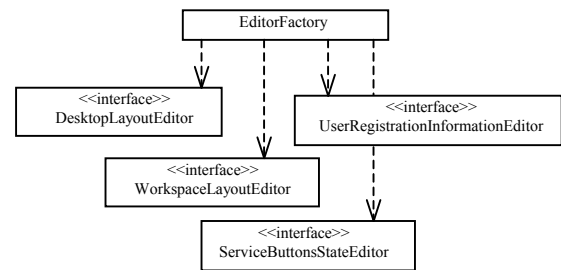 EditorFactory
<<interface>>
DesktopLayoutEditor
<<interface>>
UserRegistrationInformationEditor
<<interface>>
WorkspaceLayoutEditor
<<interface>>
ServiceButtonsStateEditor